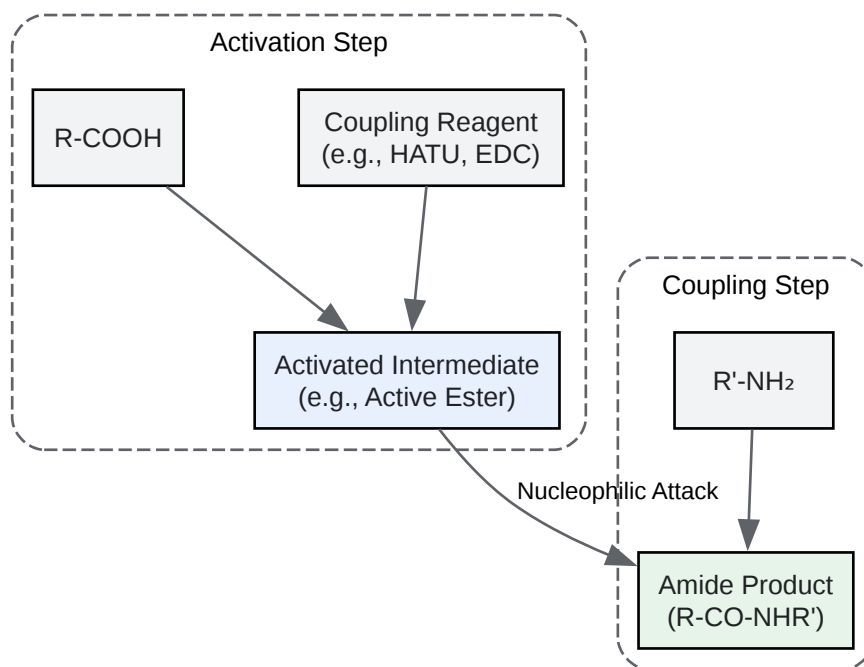 Activation Step
R-COOH
Coupling Reagent
(e.g., HATU, EDC)
Activated Intermediate
(e.g., Active Ester)
Coupling Step
R'-NH₂
Nucleophilic Attack
Amide Product
(R-CO-NHR')